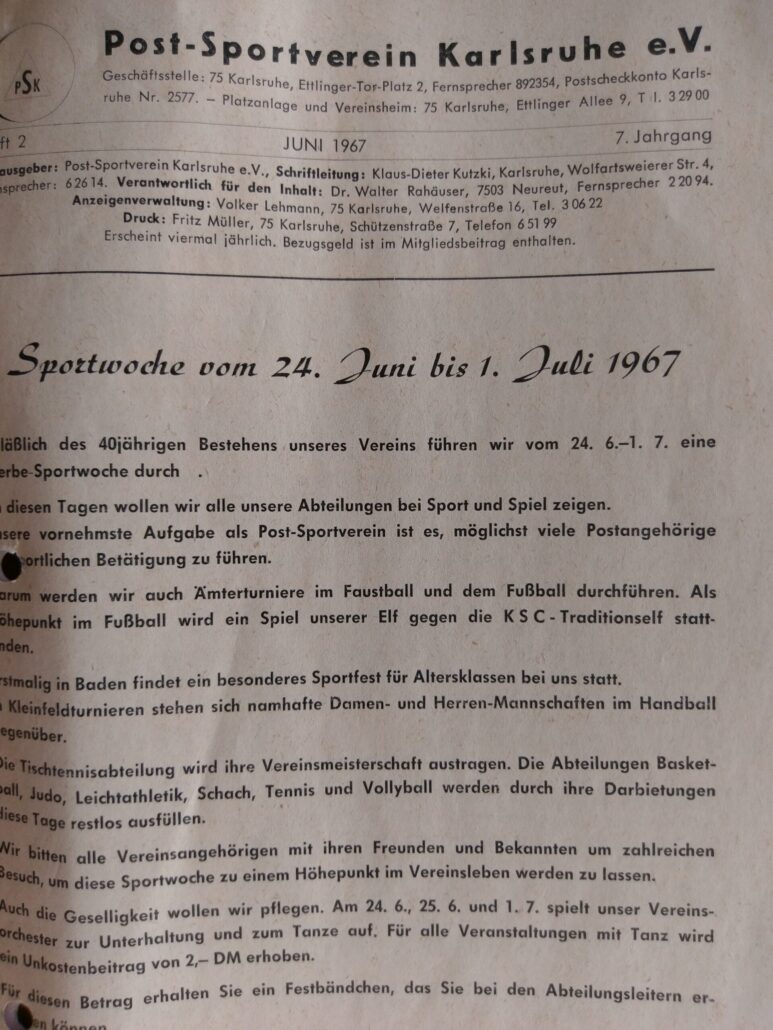 PSK
Post-Sportverein Karlsruhe e.V.
Geschäftsstelle: 75 Karlsruhe, Ettlinger-Tor-Platz 2, Fernsprecher 892354, Postscheckkonto Karls-
ruhe Nr. 2577. – Platzanlage und Vereinsheim: 75 Karlsruhe, Ettlinger Allee 9, T l. 3 29 00
ft 2 JUNI 1967 7. Jahrgang
ausgeber: Post-Sportverein Karlsruhe e.V., Schriftleitung: Klaus-Dieter Kutzki, Karlsruhe, Wolfartsweierer Str. 4,
nsprecher: 6 26 14. Verantwortlich für den Inhalt: Dr. Walter Rahäuser, 7503 Neureut, Fernsprecher 2 20 94.
Anzeigenverwaltung: Volker Lehmann, 75 Karlsruhe, Welfenstraße 16, Tel. 3 06 22
Druck: Fritz Müller, 75 Karlsruhe, Schützenstraße 7, Telefon 6 51 99
Erscheint viermal jährlich. Bezugsgeld ist im Mitgliedsbeitrag enthalten.
Sportwoche vom 24. Juni bis 1. Juli 1967
läßlich des 40jährigen Bestehens unseres Vereins führen wir vom 24. 6.–1. 7. eine
erbe-Sportwoche durch .
diesen Tagen wollen wir alle unsere Abteilungen bei Sport und Spiel zeigen.
sere vornehmste Aufgabe als Post-Sportverein ist es, möglichst viele Postangehörige
ortlichen Betätigung zu führen.
arum werden wir auch Ämterturniere im Faustball und dem Fußball durchführen. Als
öhepunkt im Fußball wird ein Spiel unserer Elf gegen die KSC-Traditionself statt-
nden.
rstmalig in Baden findet ein besonderes Sportfest für Altersklassen bei uns statt.
Kleinfeldturnieren stehen sich namhafte Damen- und Herren-Mannschaften im Handball
egenüber.
Die Tischtennisabteilung wird ihre Vereinsmeisterschaft austragen. Die Abteilungen Basket-
ball, Judo, Leichtathletik, Schach, Tennis und Vollyball werden durch ihre Darbietungen
diese Tage restlos ausfüllen.
Wir bitten alle Vereinsangehörigen mit ihren Freunden und Bekannten um zahlreichen
Besuch, um diese Sportwoche zu einem Höhepunkt im Vereinsleben werden zu lassen.
Auch die Geselligkeit wollen wir pflegen. Am 24. 6., 25. 6. und 1. 7. spielt unser Vereins-
orchester zur Unterhaltung und zum Tanze auf. Für alle Veranstaltungen mit Tanz wird
ein Unkostenbeitrag von 2,– DM erhoben.
Für diesen Betrag erhalten Sie ein Festbändchen, das Sie bei den Abteilungsleitern er-
en können